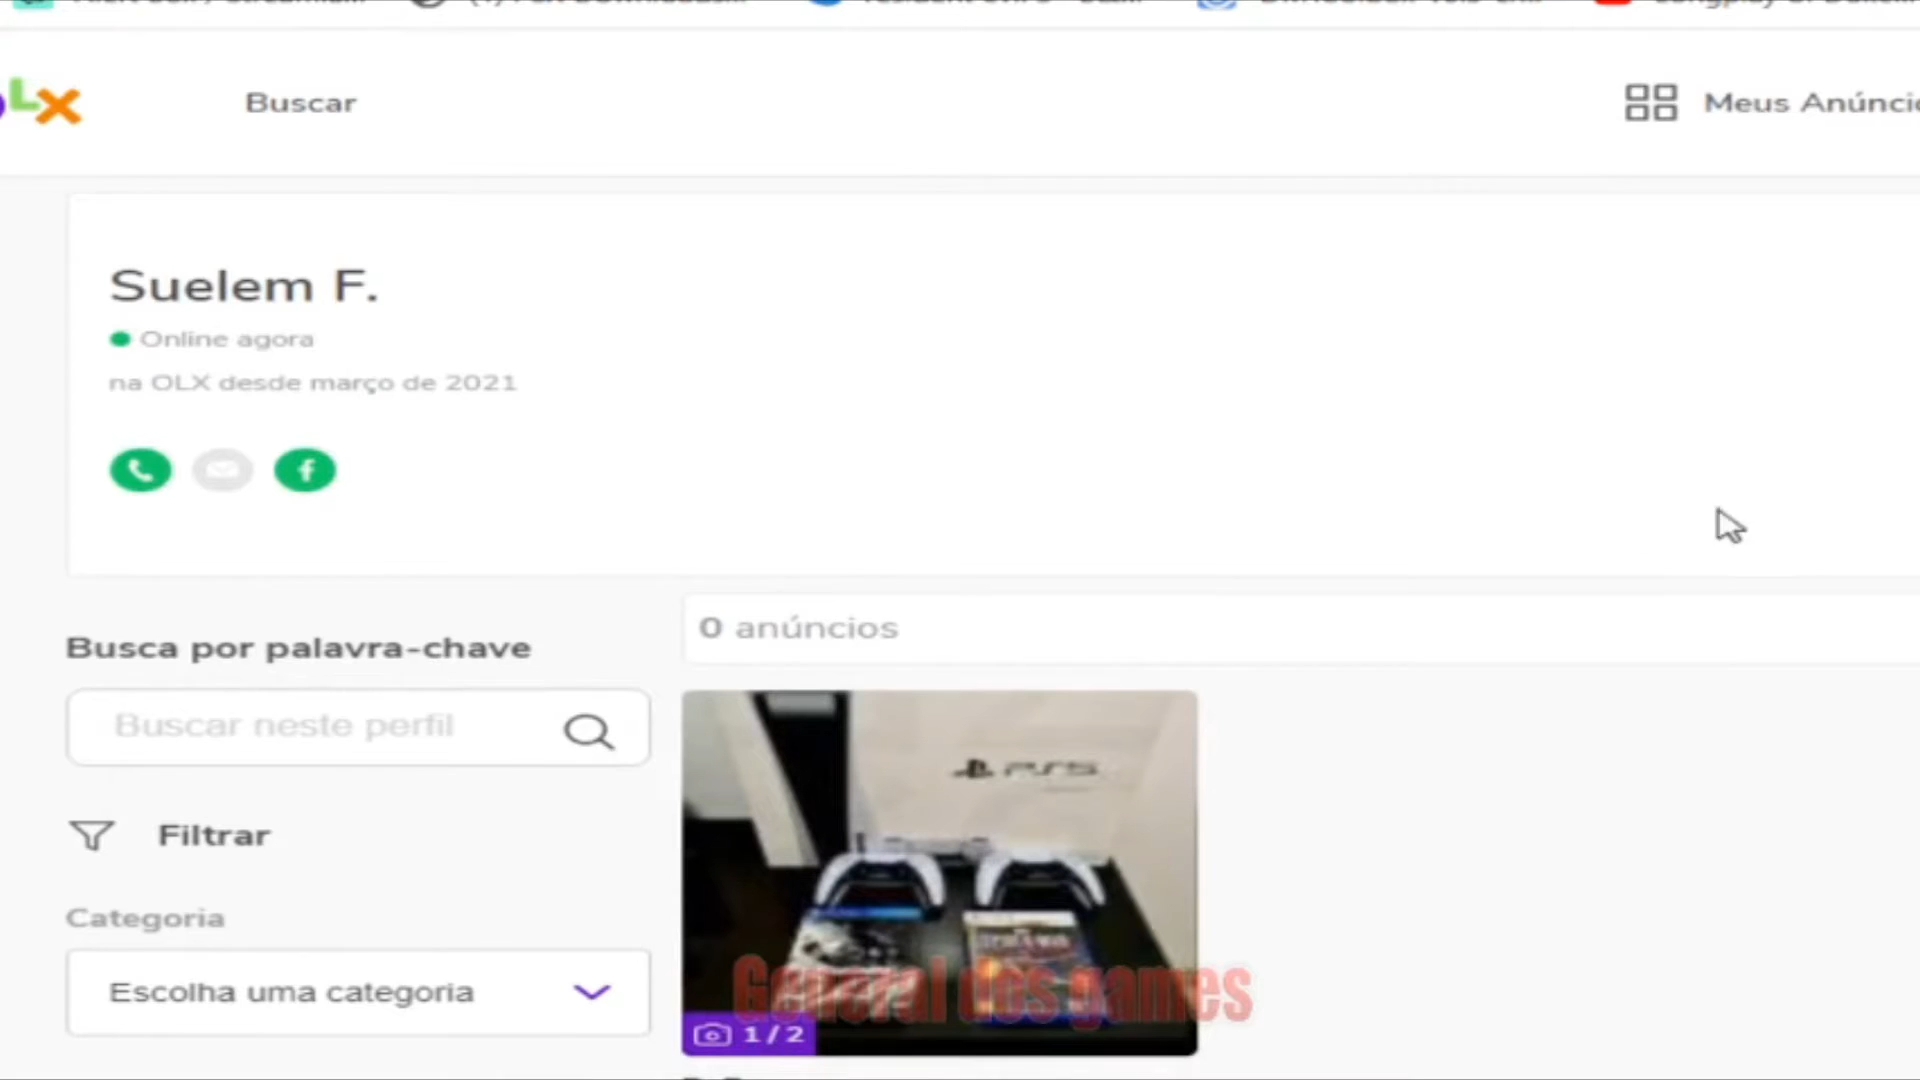 OLX
Buscar
Meus Anúncio
Suelem F.
Online agora
na OLX desde março de 2021
0 anúncios
Busca por palavra-chave
Buscar neste perfil
PS5
Filtrar
Categoria
Escolha uma categoria
General dos games
1 / 2